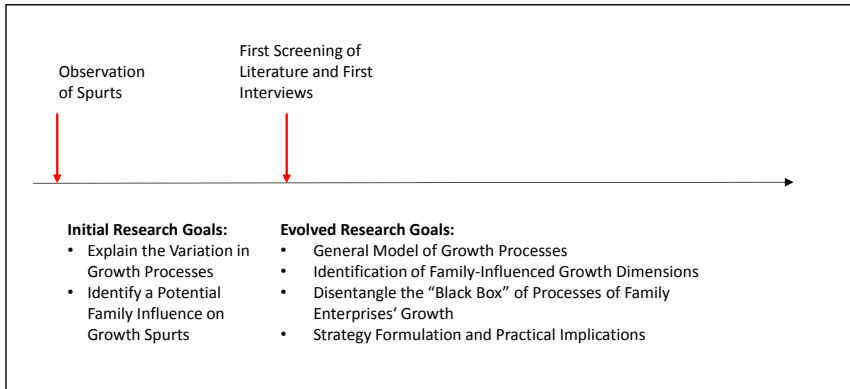 Observation
of Spurts
First Screening of
Literature and First
Interviews
Initial Research Goals:
• Explain the Variation in
Growth Processes
• Identify a Potential
Family Influence on
Growth Spurts
Evolved Research Goals:
• General Model of Growth Processes
• Identification of Family-Influenced Growth Dimensions
• Disentangle the “Black Box” of Processes of Family
Enterprises‘ Growth
• Strategy Formulation and Practical Implications